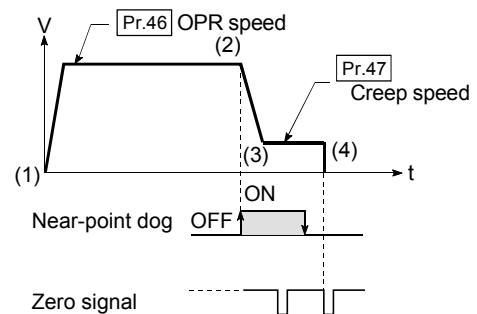 V
Pr.46 OPR speed
(2)
Pr.47
Creep speed
(3)
(4)
(1)
t
ON
Near-point dog OFF
Zero signal